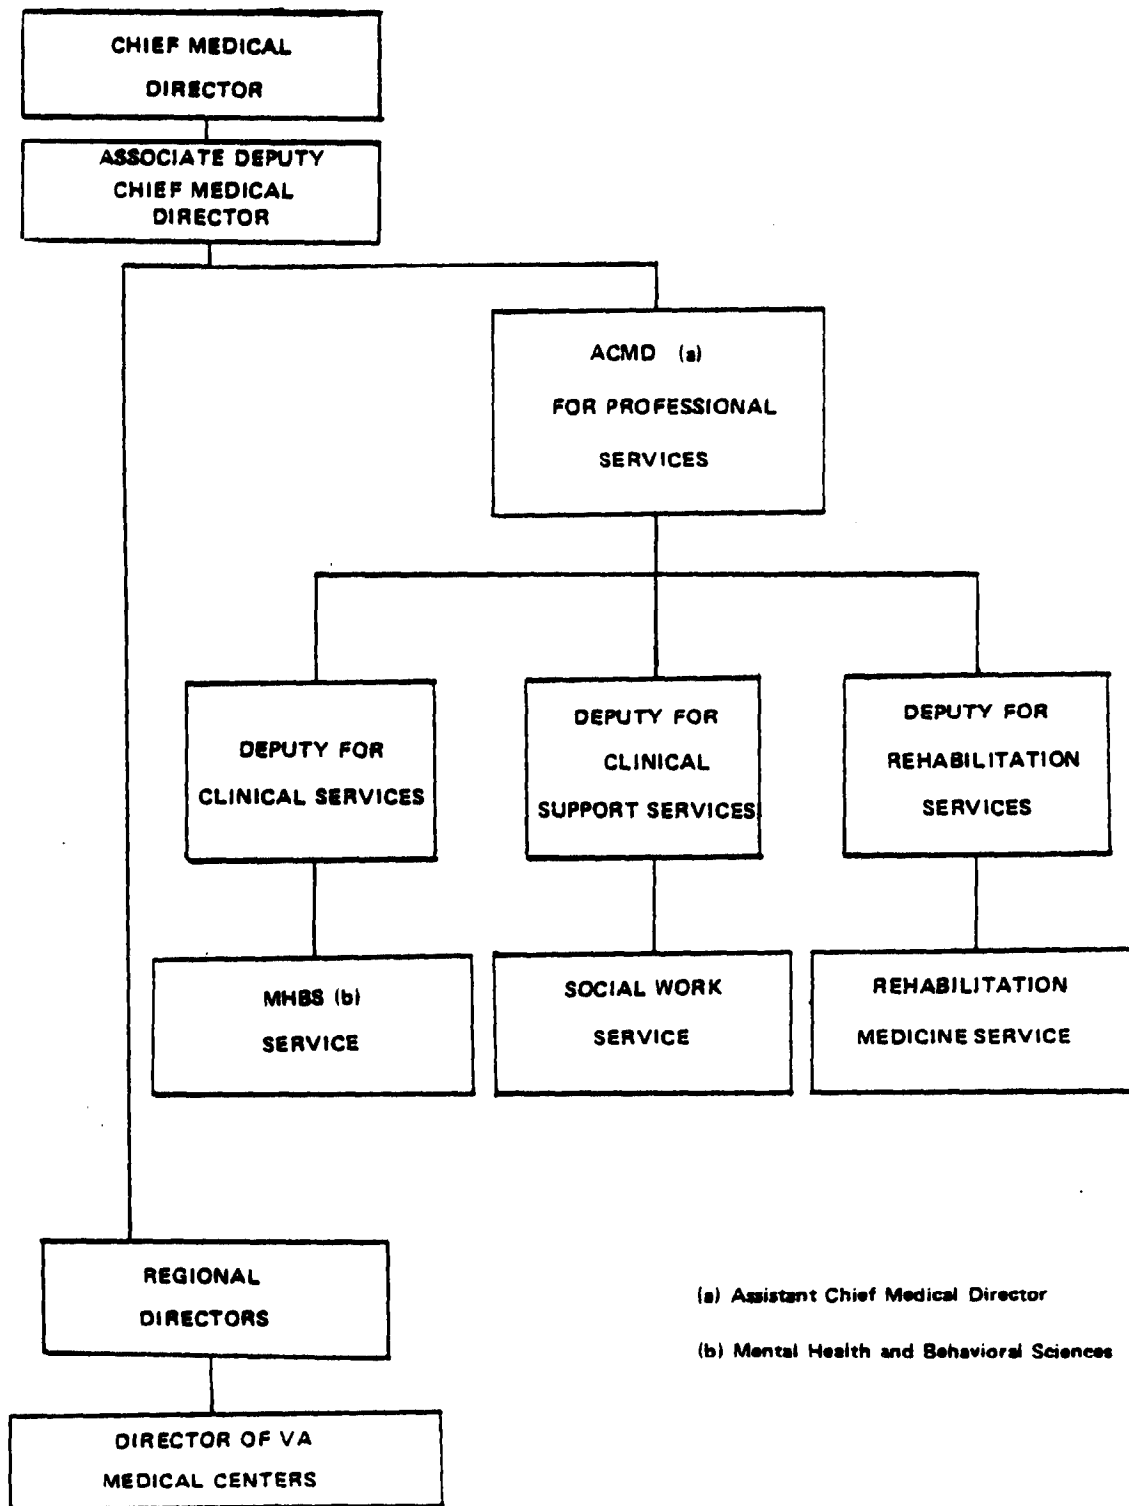 CHIEF MEDICAL
DIRECTOR
ASSOCIATE DEPUTY
CHIEF MEDICAL
DIRECTOR
ACMD (a)
FOR PROFESSIONAL
SERVICES
DEPUTY FOR
CLINICAL SERVICES
DEPUTY FOR
CLINICAL
SUPPORT SERVICES
DEPUTY FOR
REHABILITATION
SERVICES
MHBS (b)
SERVICE
SOCIAL WORK
SERVICE
REHABILITATION
MEDICINE SERVICE
REGIONAL
DIRECTORS
DIRECTOR OF VA
MEDICAL CENTERS
(a) Assistant Chief Medical Director
(b) Mental Health and Behavioral Sciences